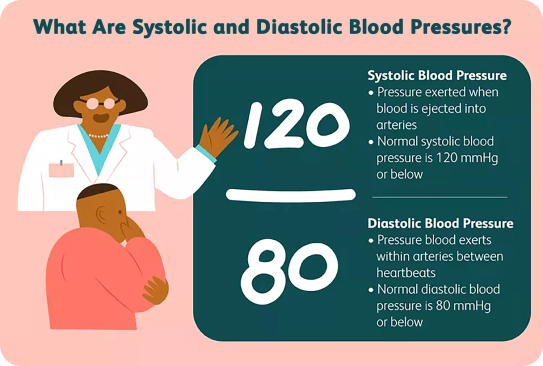 What Are Systolic and Diastolic Blood Pressures?
120
80
Systolic Blood Pressure
• Pressure exerted when
blood is ejected into
arteries
• Normal systolic blood
pressure is 120 mmHg
or below
Diastolic Blood Pressure
• Pressure blood exerts
within arteries between
heartbeats
• Normal diastolic blood
pressure is 80 mmHg
or below